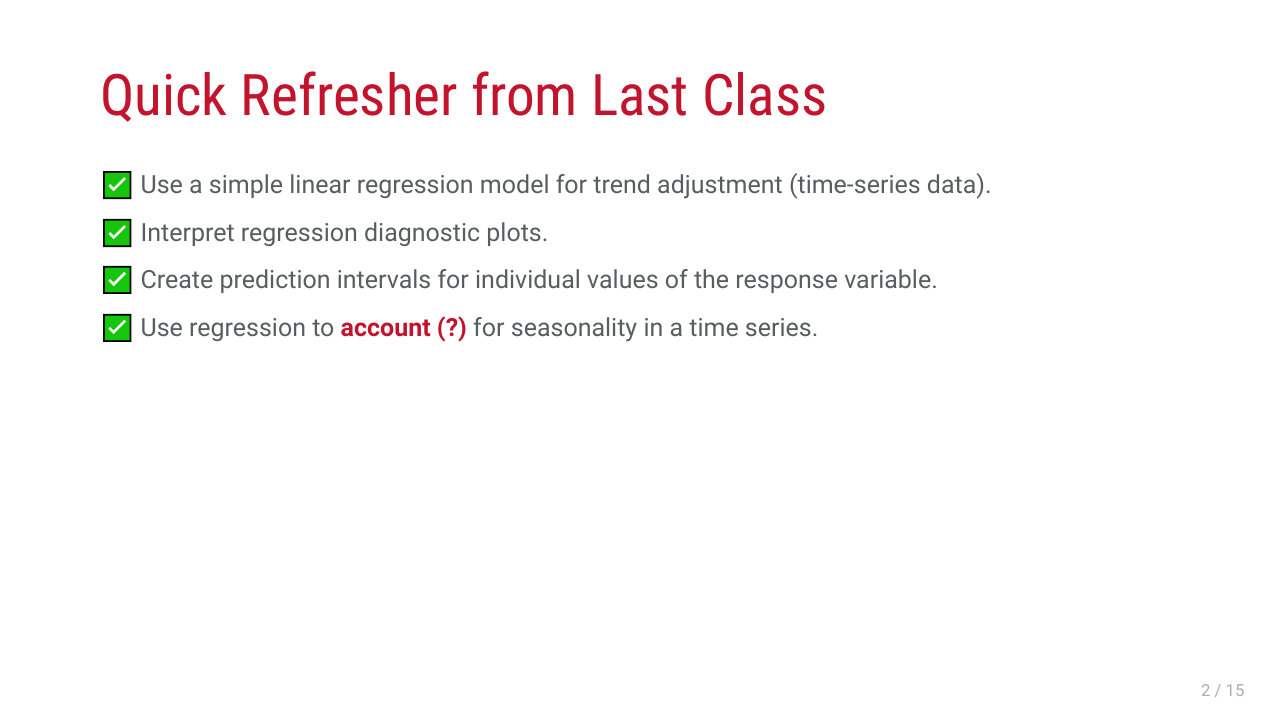 Quick Refresher from Last Class
✅ Use a simple linear regression model for trend adjustment (time-series data).
✅ Interpret regression diagnostic plots.
✅ Create prediction intervals for individual values of the response variable.
✅ Use regression to account (?) for seasonality in a time series.
2 / 15